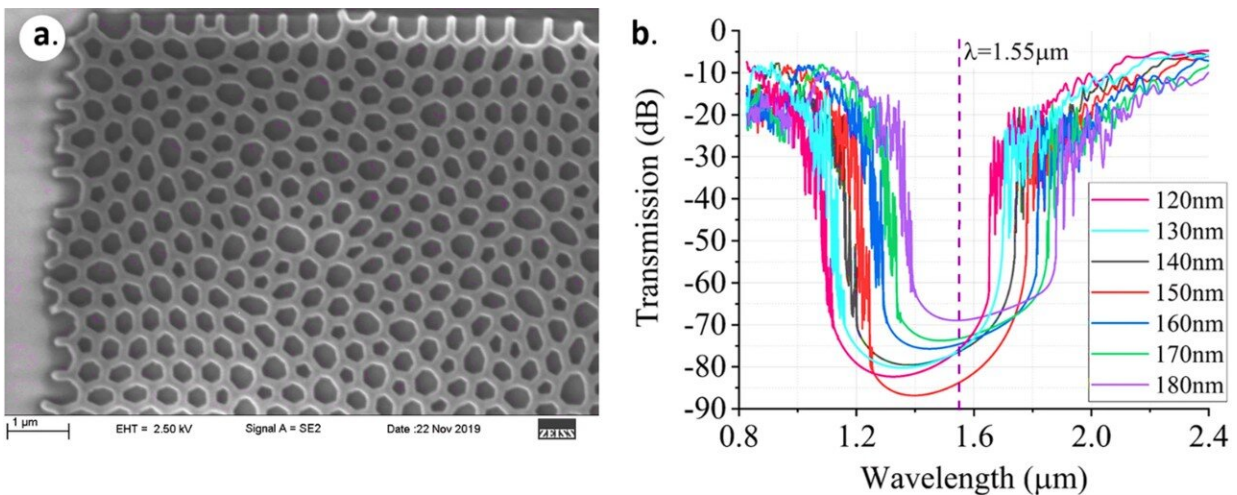 a.
1 µm
EHT = 2.50 kV
Signal A = SE2
Date :22 Nov 2019
ZEISS
b.
λ=1.55µm
Transmission (dB)
0
-10
-20
-30
-40
-50
-60
-70
-80
-90
120nm
130nm
140nm
150nm
160nm
170nm
180nm
0.8
1.2
1.6
2.0
2.4
Wavelength (µm)